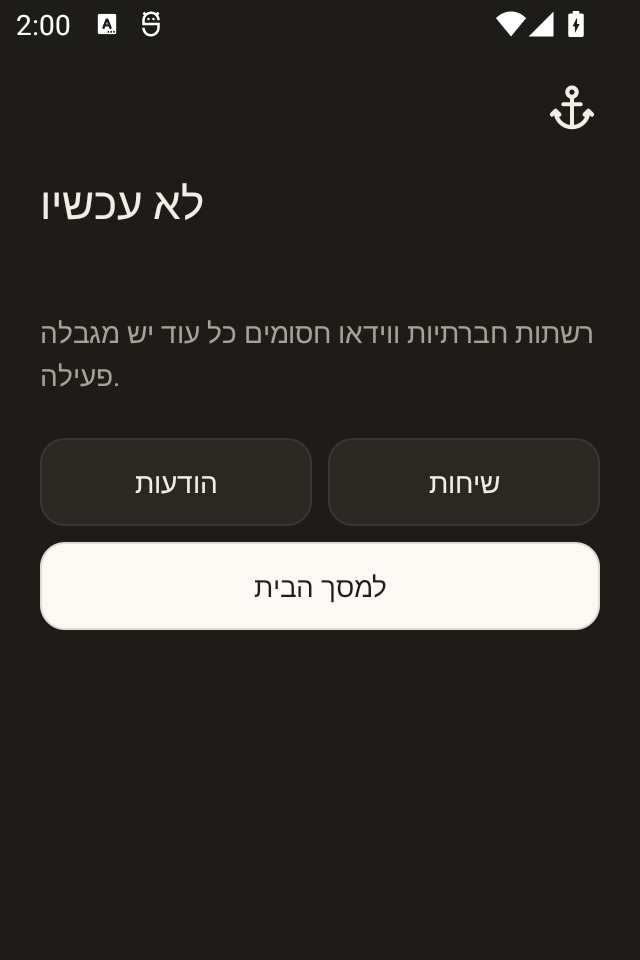 2:00
לא עכשיו
רשתות חברתיות ווידאו חסומים כל עוד יש מגבלה
פעילה.
שיחות
הודעות
למסך הבית